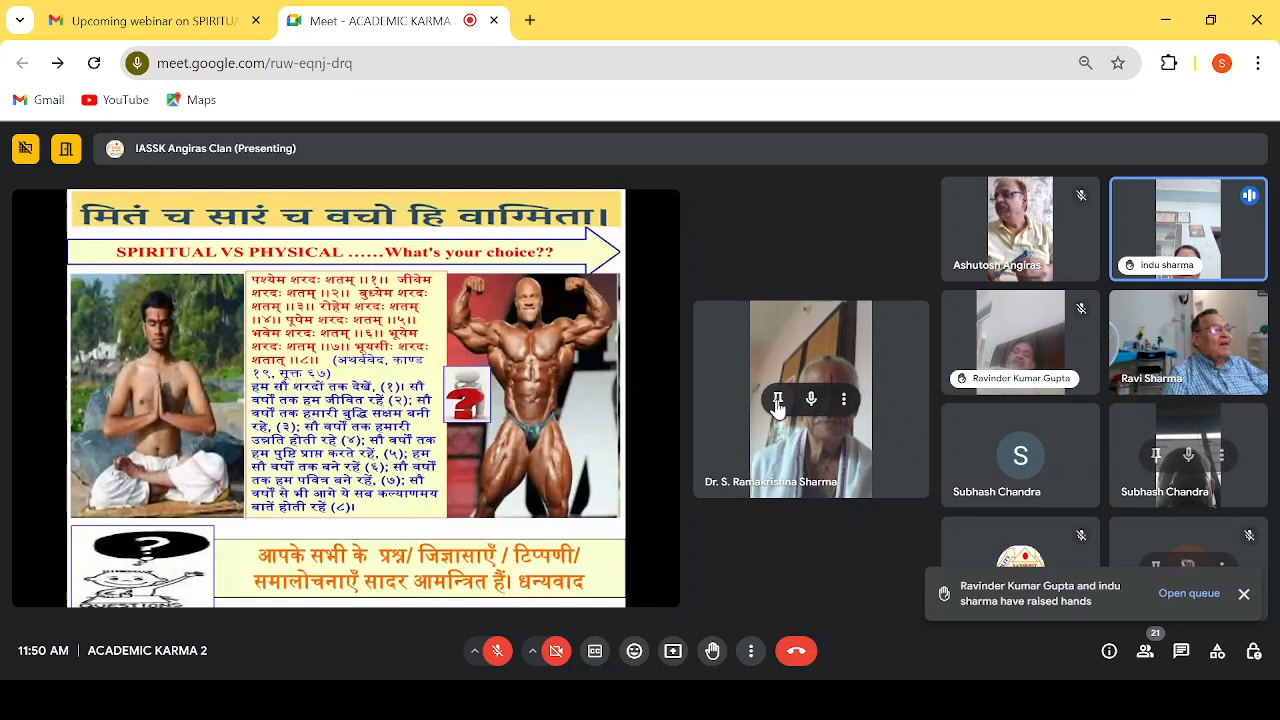 Upcoming webinar on SPIRITUA
Meet - ACADEMIC KARMA
meet.google.com/ruw-eqnj-drq
S
Gmail
YouTube
Maps
IASSK Angiras Clan (Presenting)
मितं च सारं च वचो हि वाग्मिता।
SPIRITUAL VS PHYSICAL ......What's your choice??
पश्येम शरदः शतम् ।।१।। जीवेम
शरदः शतम् ।।२।। बुध्येम शरदः
शतम् ।।३।। रोहेम शरदः शतम्
।।४।। पूषेम शरदः शतम् ।।५।।
भवेम शरदः शतम् ।।६।। भूयेम
शरदः शतम् ।।७।। भूयसीः शरदः
शतात् ।।८।। (अथर्ववेद, काण्ड
१९, सूक्त ६७)
हम सौ शरदों तक देखें, (१)। सौ
वर्षों तक हम जीवित रहें (२); सौ
वर्षों तक हमारी बुद्धि सक्षम बनी
रहे, (३); सौ वर्षों तक हमारी
उन्नति होती रहे (४); सौ वर्षों तक
हम पुष्टि प्राप्त करते रहें, (५); हम
सौ वर्षों तक बने रहें (६); सौ वर्षों
तक हम पवित्र बने रहें, (७); सौ
वर्षों से भी आगे ये सब कल्याणमय
बातें होती रहें (८)।
?
?
QUESTIONS
आपके सभी के प्रश्न/ जिज्ञासाएँ / टिप्पणी/
समालोचनाएँ सादर आमन्त्रित हैं। धन्यवाद
Dr. S. Ramakrishna Sharma
Ashutosh Angiras
indu sharma
Ravinder Kumar Gupta
Ravi Sharma
S
Subhash Chandra
Subhash Chandra
Ravinder Kumar Gupta and indu
sharma have raised hands
Open queue
11:50 AM
ACADEMIC KARMA 2
21